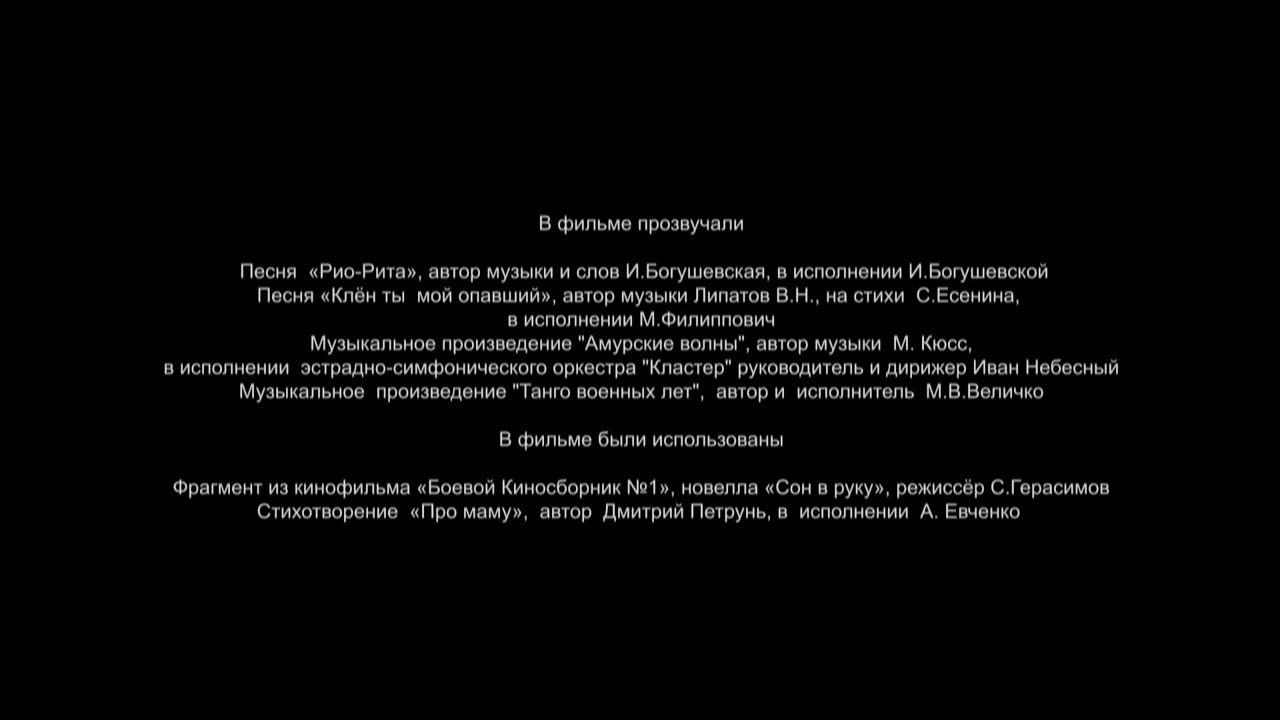 В фильме прозвучали
Песня  «Рио-Рита», автор музыки и слов И.Богушевская, в исполнении И.Богушевской
Песня «Клён ты  мой опавший», автор музыки Липатов В.Н., на стихи  С.Есенина,
в исполнении М.Филиппович
Музыкальное произведение "Амурские волны", автор музыки  М. Кюсс,
в исполнении  эстрадно-симфонического оркестра "Кластер" руководитель и дирижер Иван Небесный
Музыкальное  произведение "Танго военных лет",  автор и  исполнитель  М.В.Величко
В фильме были использованы
Фрагмент из кинофильма «Боевой Киносборник №1», новелла «Сон в руку», режиссёр С.Герасимов
Стихотворение  «Про маму»,  автор  Дмитрий Петрунь, в  исполнении  А. Евченко